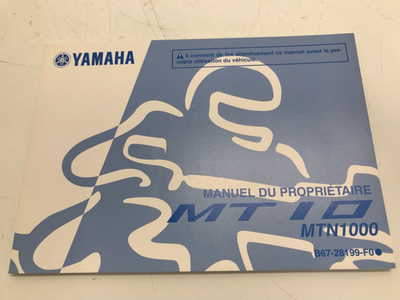 YAMAHA
Il convient de lire attentivement ce manuel avant la pre-
mière utilisation du véhicule.
MANUEL DU PROPRIÉTAIRE
MT10
MTN1000
B67-28199-F0